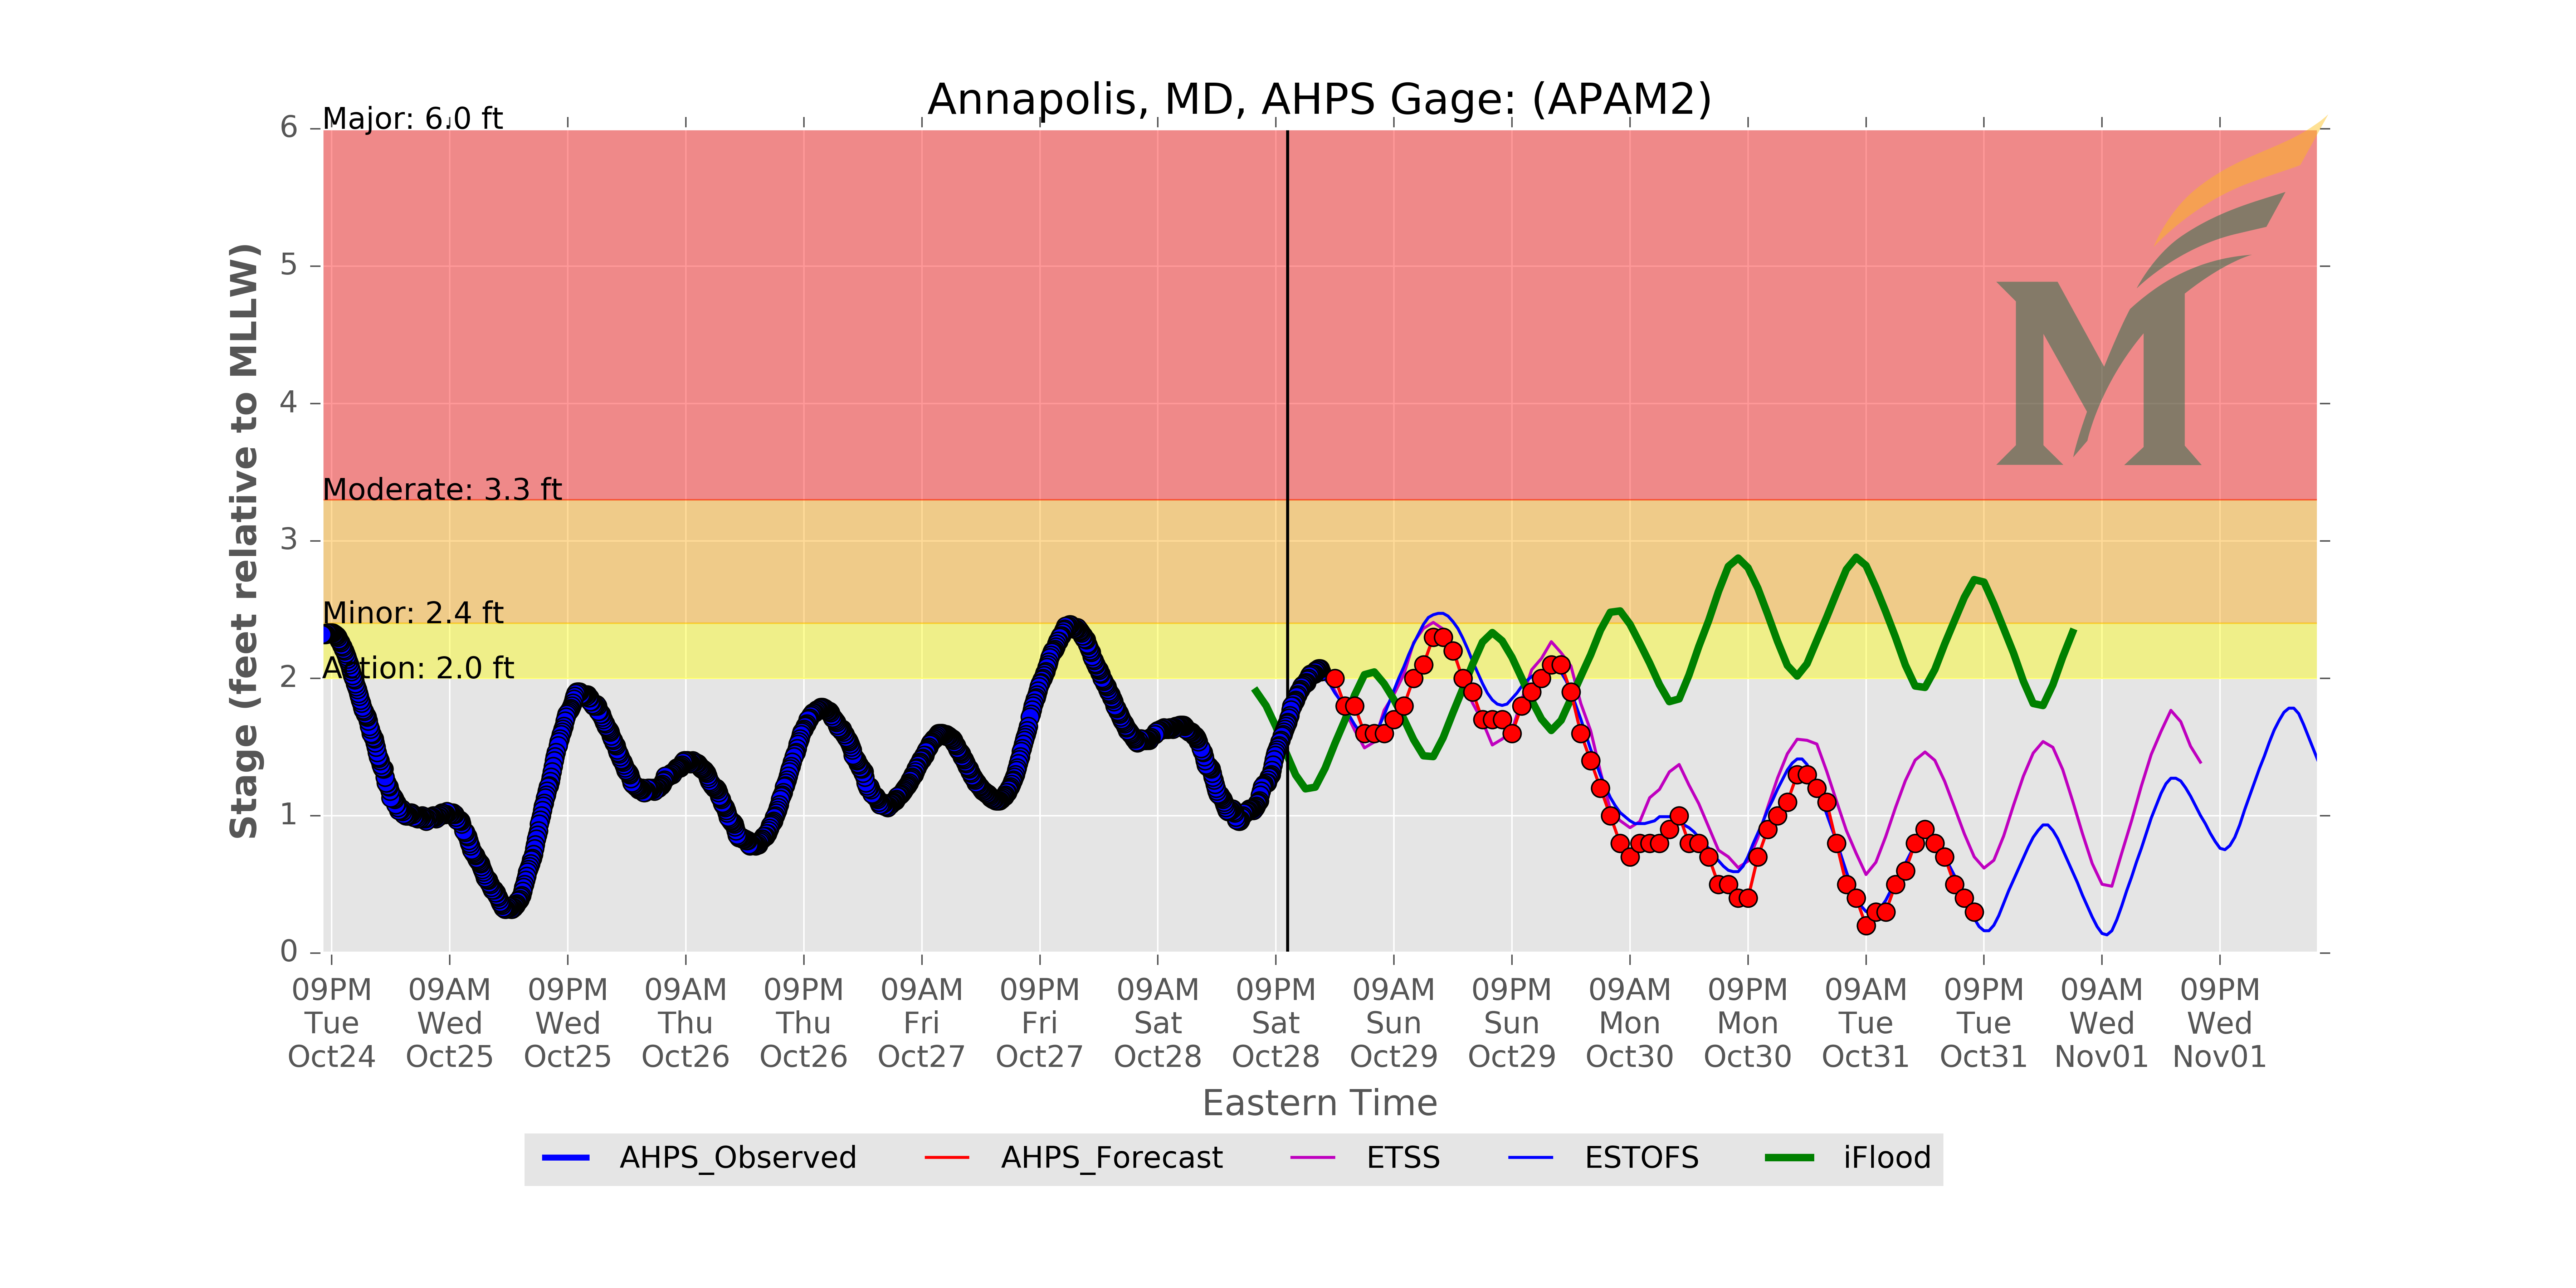 Annapolis, MD, AHPS Gage: (APAM2)
Major: 6.0 ft
Moderate: 3.3 ft
Minor: 2.4 ft
Action: 2.0 ft
Stage (feet relative to MLLW)
6
5
4
3
2
1
0
09PM 09AM 09PM 09AM 09PM 09AM 09PM 09AM 09PM 09AM 09PM 09AM 09PM 09AM 09PM 09AM 09PM
Tue Wed Wed Thu Thu Fri Fri Sat Sat Sun Sun Mon Mon Tue Tue Wed Wed
Oct24 Oct25 Oct25 Oct26 Oct26 Oct27 Oct27 Oct28 Oct28 Oct29 Oct29 Oct30 Oct30 Oct31 Oct31 Nov01 Nov01
Eastern Time
AHPS_Observed AHPS_Forecast ETSS ESTOFS iFlood